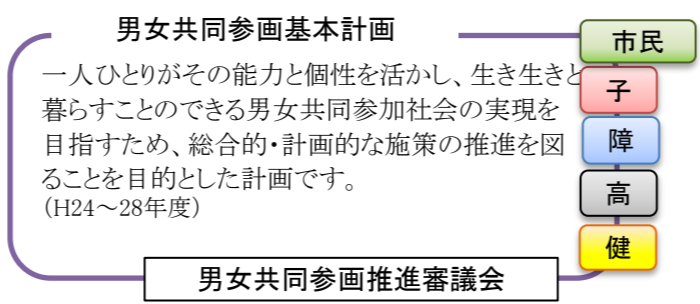 男女共同参画基本計画
一人ひとりがその能力と個性を活かし、生き生きと
暮らすことのできる男女共同参加社会の実現を
目指すため、総合的・計画的な施策の推進を図
ることを目的とした計画です。
（H24～28年度）
市民
子
障
高
健
男女共同参画推進審議会